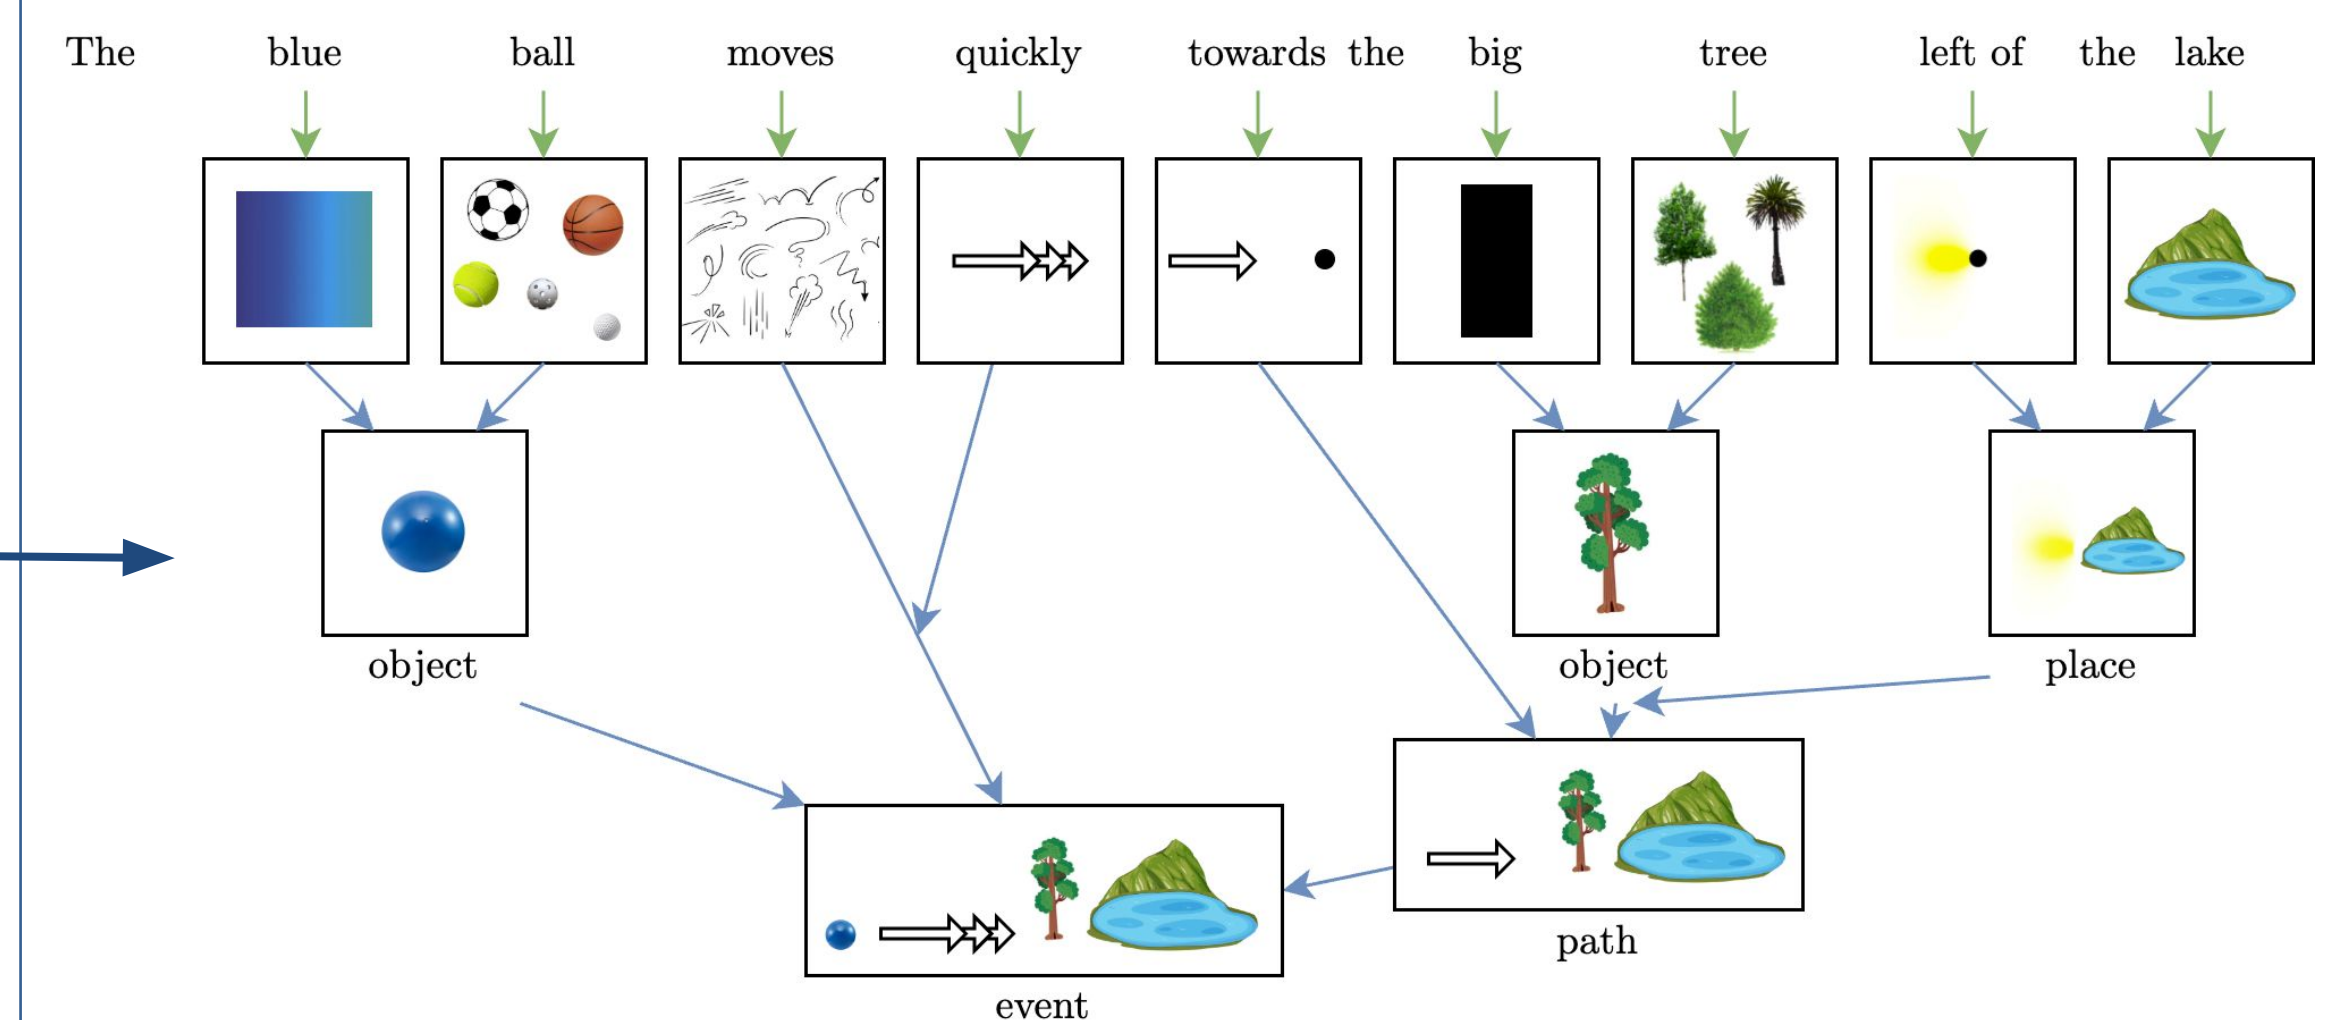 The blue ball moves quickly towards the big tree left of the lake
object
object
place
path
event